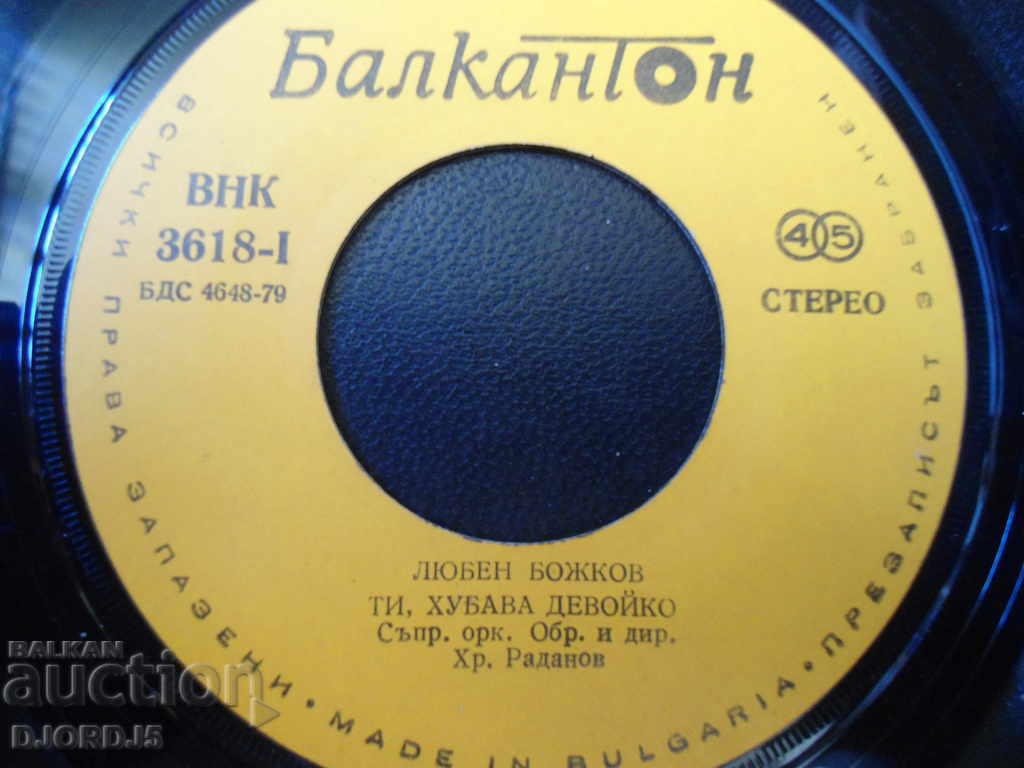 БалканТон
ВНК
3618-I
БДС 4648-79
45
СТЕРЕО
ЛЮБЕН БОЖКОВ
ТИ, ХУБАВА ДЕВОЙКО
Съпр. орк. Обр. и дир.
Хр. Раданов
ВСИЧКИ ПРАВА ЗАПАЗЕНИ • MADE IN BULGARIA • ПРЕЗАПИСЪТ ЗАБРАНЕН
BALKAN
auction
DJORDJ5